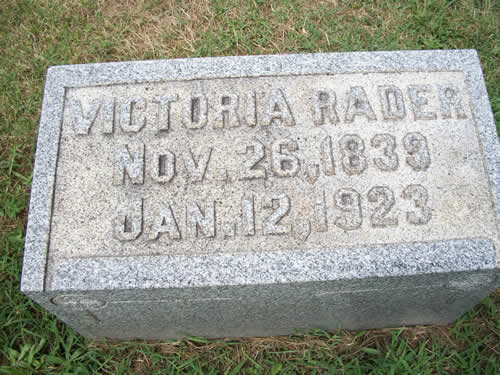 VICTORIA RADER
NOV. 26, 1839
JAN. 12, 1923